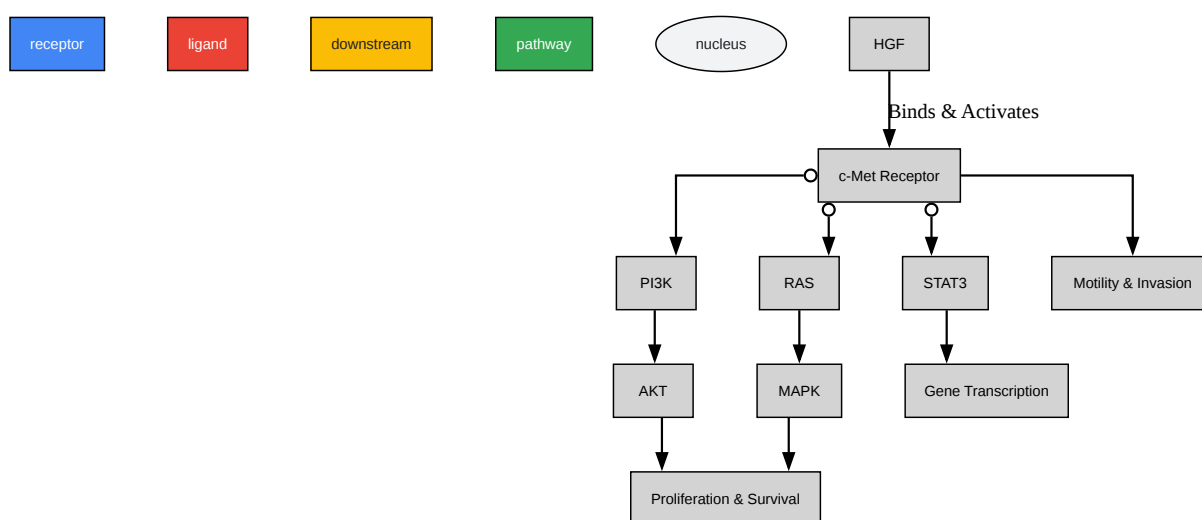 receptor
ligand
downstream
pathway
nucleus
HGF
Binds & Activates
c-Met Receptor
PI3K
RAS
STAT3
Motility & Invasion
AKT
MAPK
Gene Transcription
Proliferation & Survival